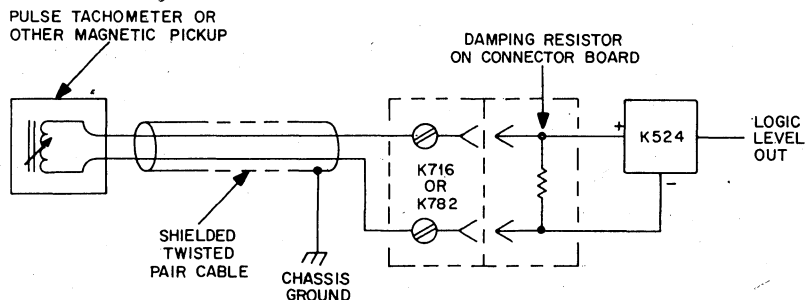 PULSE TACHOMETER OR
OTHER MAGNETIC PICKUP
DAMPING RESISTOR
ON CONNECTOR BOARD
+
K524
LOGIC
LEVEL
OUT
K716
OR
K782
−
SHIELDED
TWISTED
PAIR CABLE
CHASSIS
GROUND